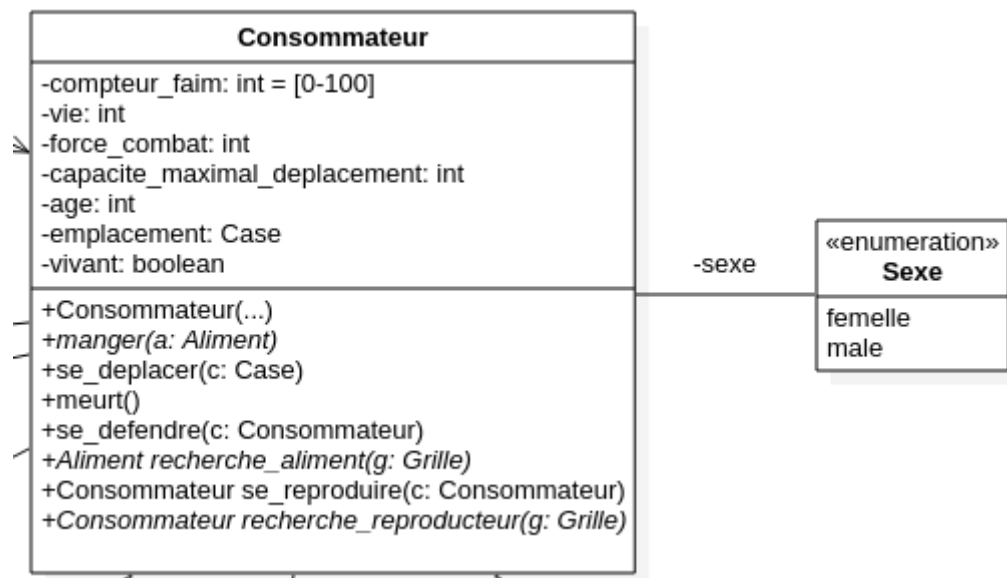 Consommateur
-compteur_faim: int = [0-100]
-vie: int
-force_combat: int
-capacite_maximal_deplacement: int
-age: int
-emplacement: Case
-vivant: boolean
+Consommateur(...)
+manger(a: Aliment)
+se_deplacer(c: Case)
+meurt()
+se_defendre(c: Consommateur)
+Aliment recherche_aliment(g: Grille)
+Consommateur se_reproduire(c: Consommateur)
+Consommateur recherche_reproducteur(g: Grille)
-sexe
«enumeration»
Sexe
femelle
male